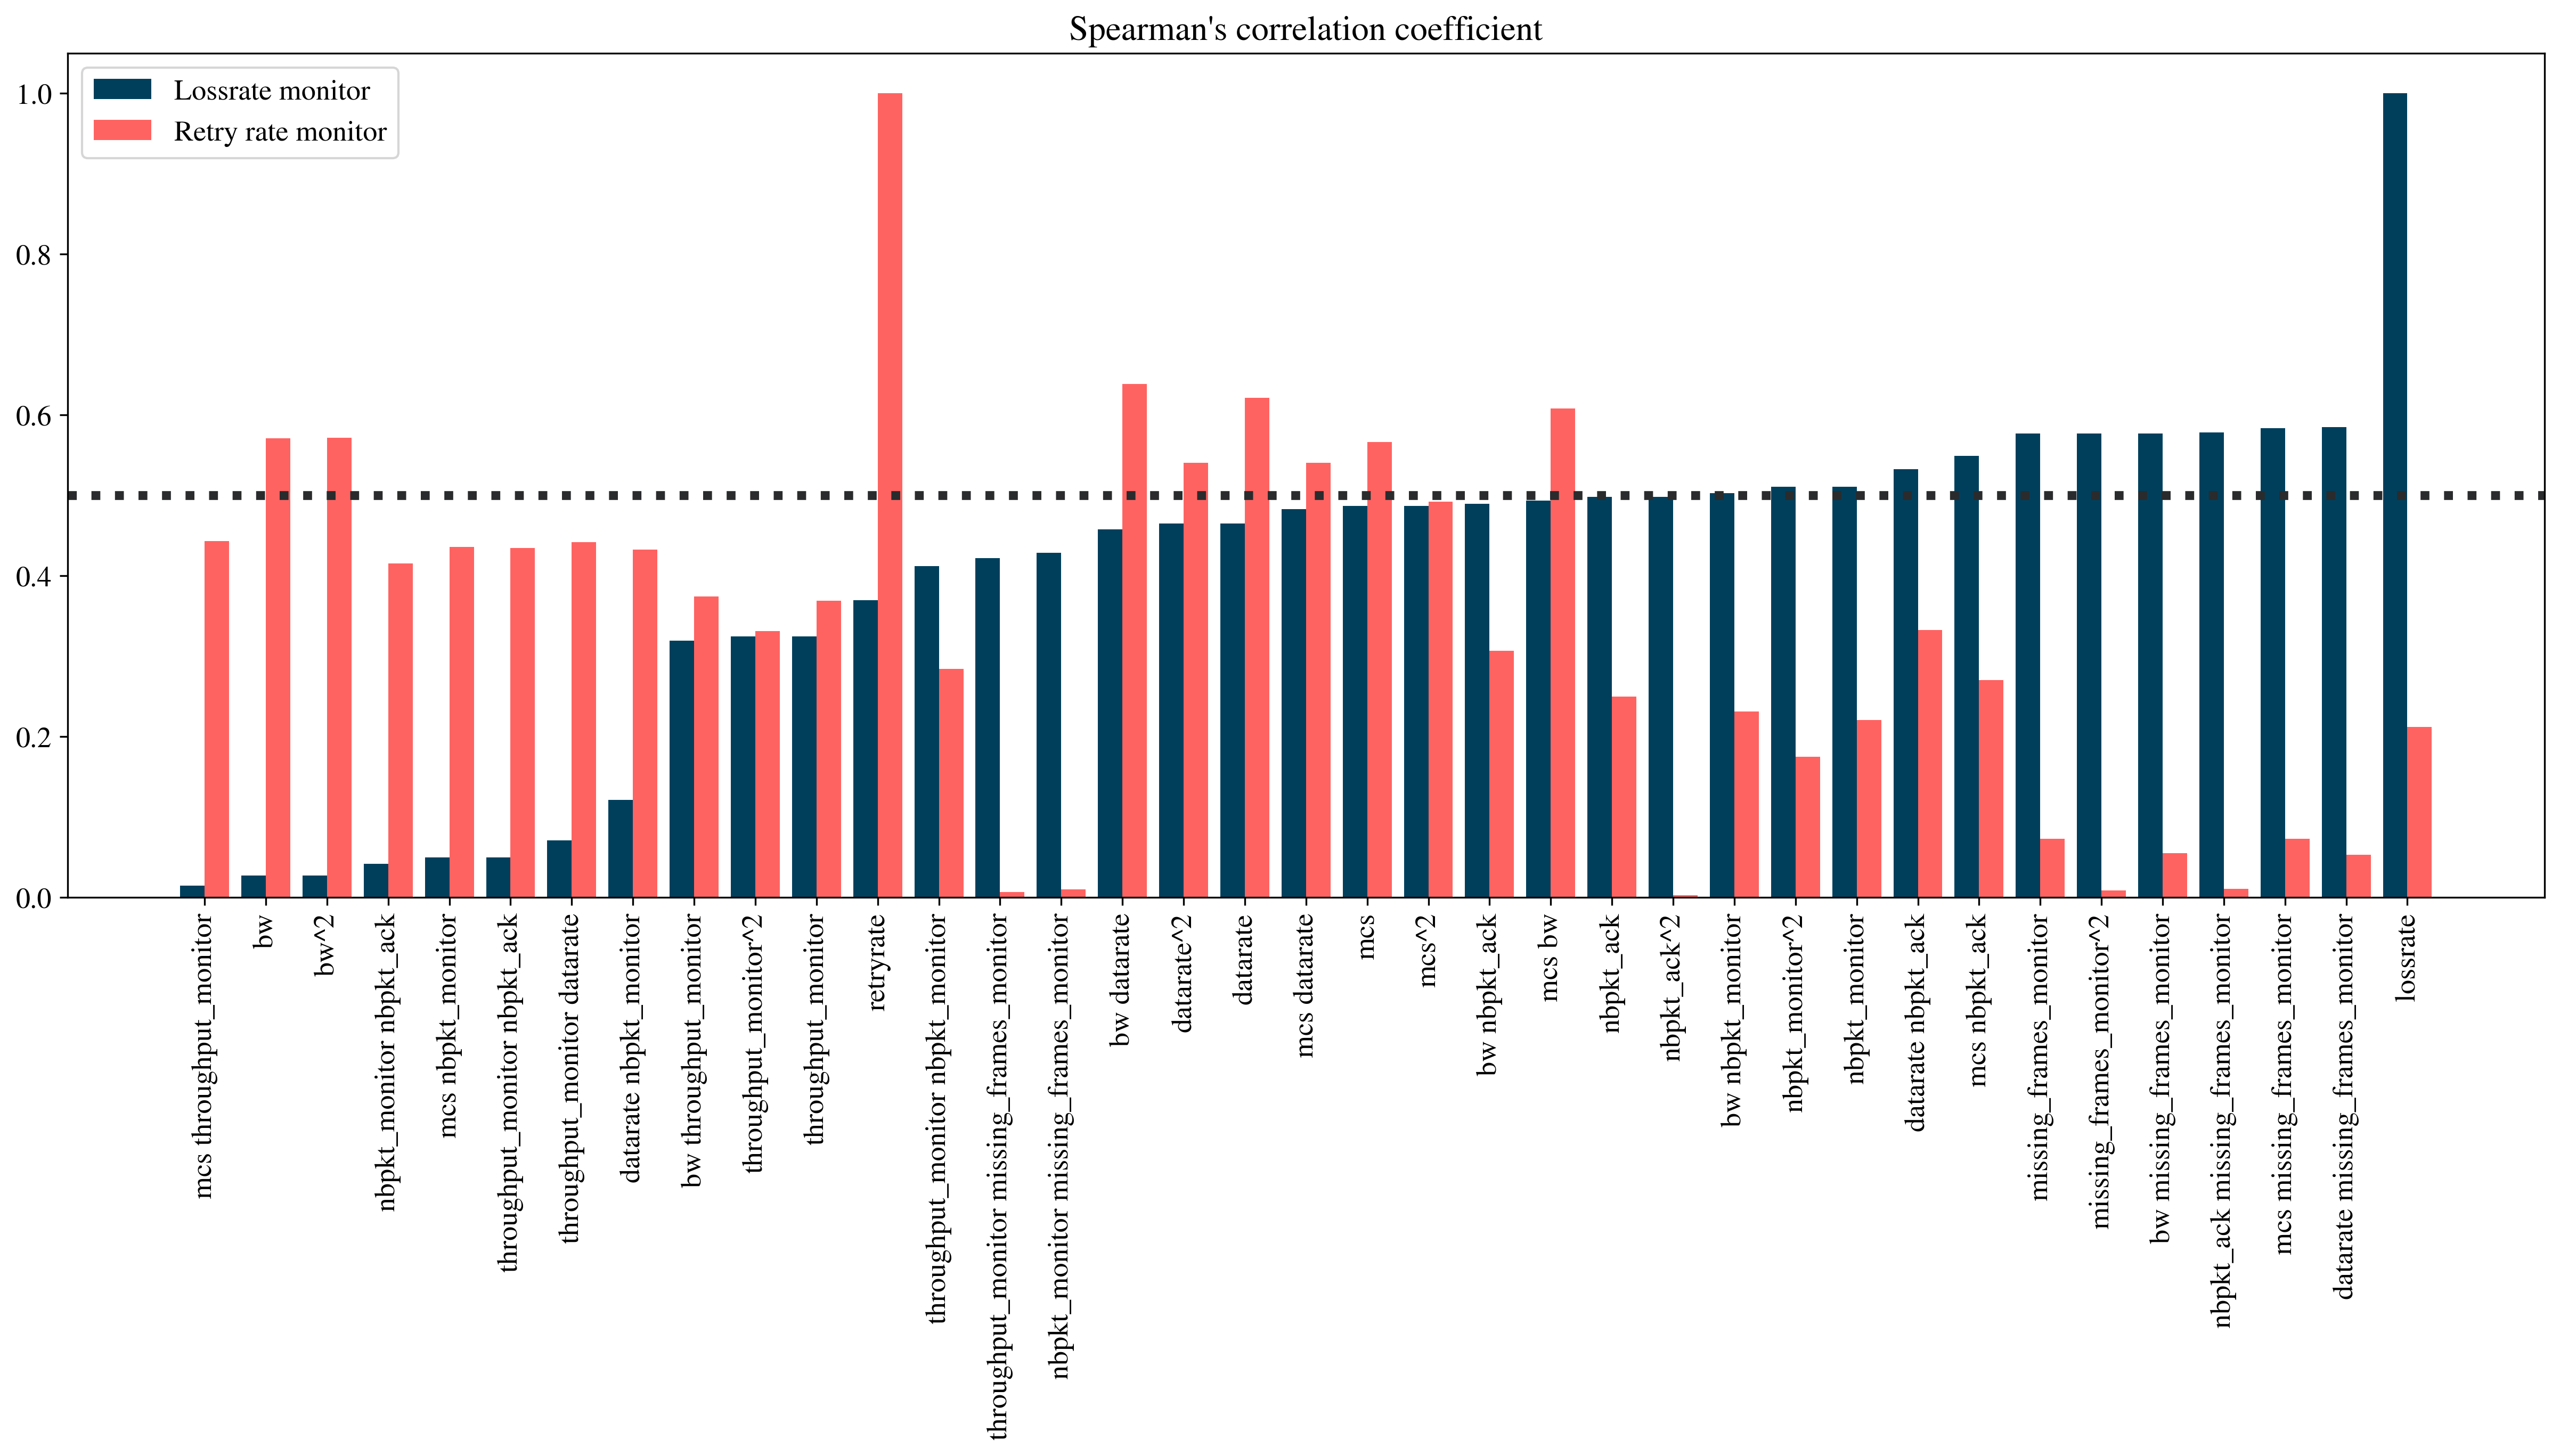 Spearman's correlation coefficient
Lossrate monitor
Retry rate monitor
1.0
0.8
0.6
0.4
0.2
0.0
mcs throughput_monitor
bw
bw^2
nbpkt_monitor nbpkt_ack
mcs nbpkt_monitor
throughput_monitor nbpkt_ack
throughput_monitor datarate
datarate nbpkt_monitor
bw throughput_monitor
throughput_monitor^2
throughput_monitor
retryrate
throughput_monitor nbpkt_monitor
throughput_monitor missing_frames_monitor
nbpkt_monitor missing_frames_monitor
bw datarate
datarate^2
datarate
mcs datarate
mcs
mcs^2
bw nbpkt_ack
mcs bw
nbpkt_ack
nbpkt_ack^2
bw nbpkt_monitor
nbpkt_monitor^2
nbpkt_monitor
datarate nbpkt_ack
mcs nbpkt_ack
missing_frames_monitor
missing_frames_monitor^2
bw missing_frames_monitor
nbpkt_ack missing_frames_monitor
mcs missing_frames_monitor
datarate missing_frames_monitor
lossrate